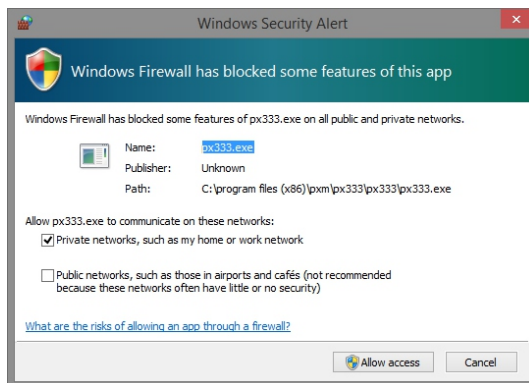 Windows Security Alert
Windows Firewall has blocked some features of this app
Windows Firewall has blocked some features of px333.exe on all public and private networks.
Name: px333.exe
Publisher: Unknown
Path: C:\program files (x86)\pxm\px333\px333\px333.exe
Allow px333.exe to communicate on these networks:
Private networks, such as my home or work network
Public networks, such as those in airports and cafés (not recommended
because these networks often have little or no security)
What are the risks of allowing an app through a firewall?
Allow access Cancel